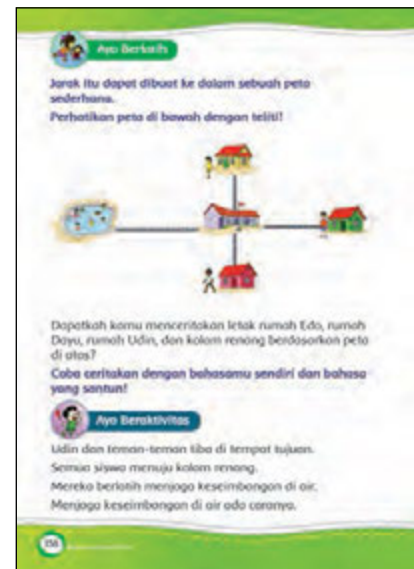 Ayo Berlatih
Jarak itu dapat dibuat ke dalam sebuah peta
sederhana.
Perhatikan peta di bawah dengan teliti!
Dapatkah kamu menceritakan letak rumah Edo, rumah
Dayu, rumah Udin, dan kolam renang berdasarkan peta
di atas?
Coba ceritakan dengan bahasamu sendiri dan bahasa
yang santun!
Ayo Beraktivitas
Udin dan teman-teman tiba di tempat tujuan.
Semua siswa menuju kolam renang.
Mereka berlatih menjaga keseimbangan di air.
Menjaga keseimbangan di air ada caranya.